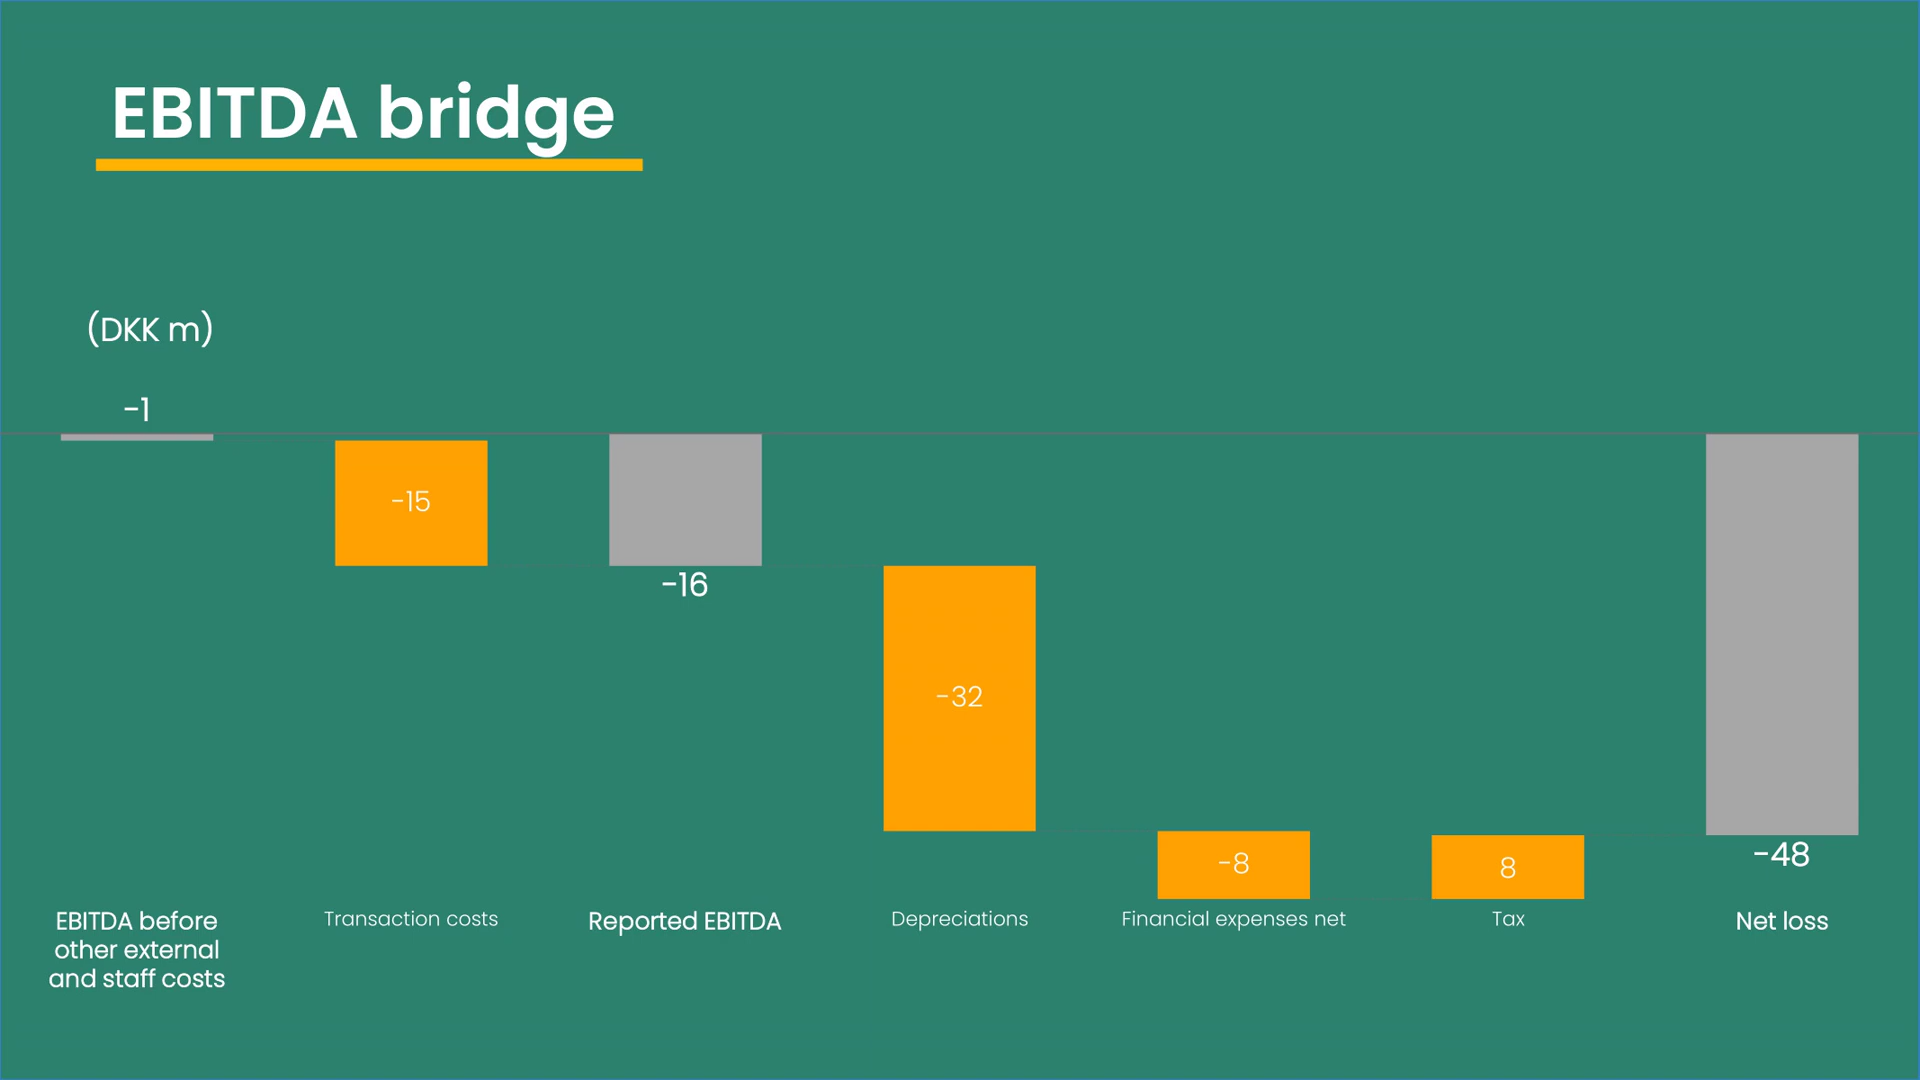 EBITDA bridge
(DKK m)
-1
-15
-16
-32
-8
8
-48
EBITDA before
other external
and staff costs
Transaction costs
Reported EBITDA
Depreciations
Financial expenses net
Tax
Net loss